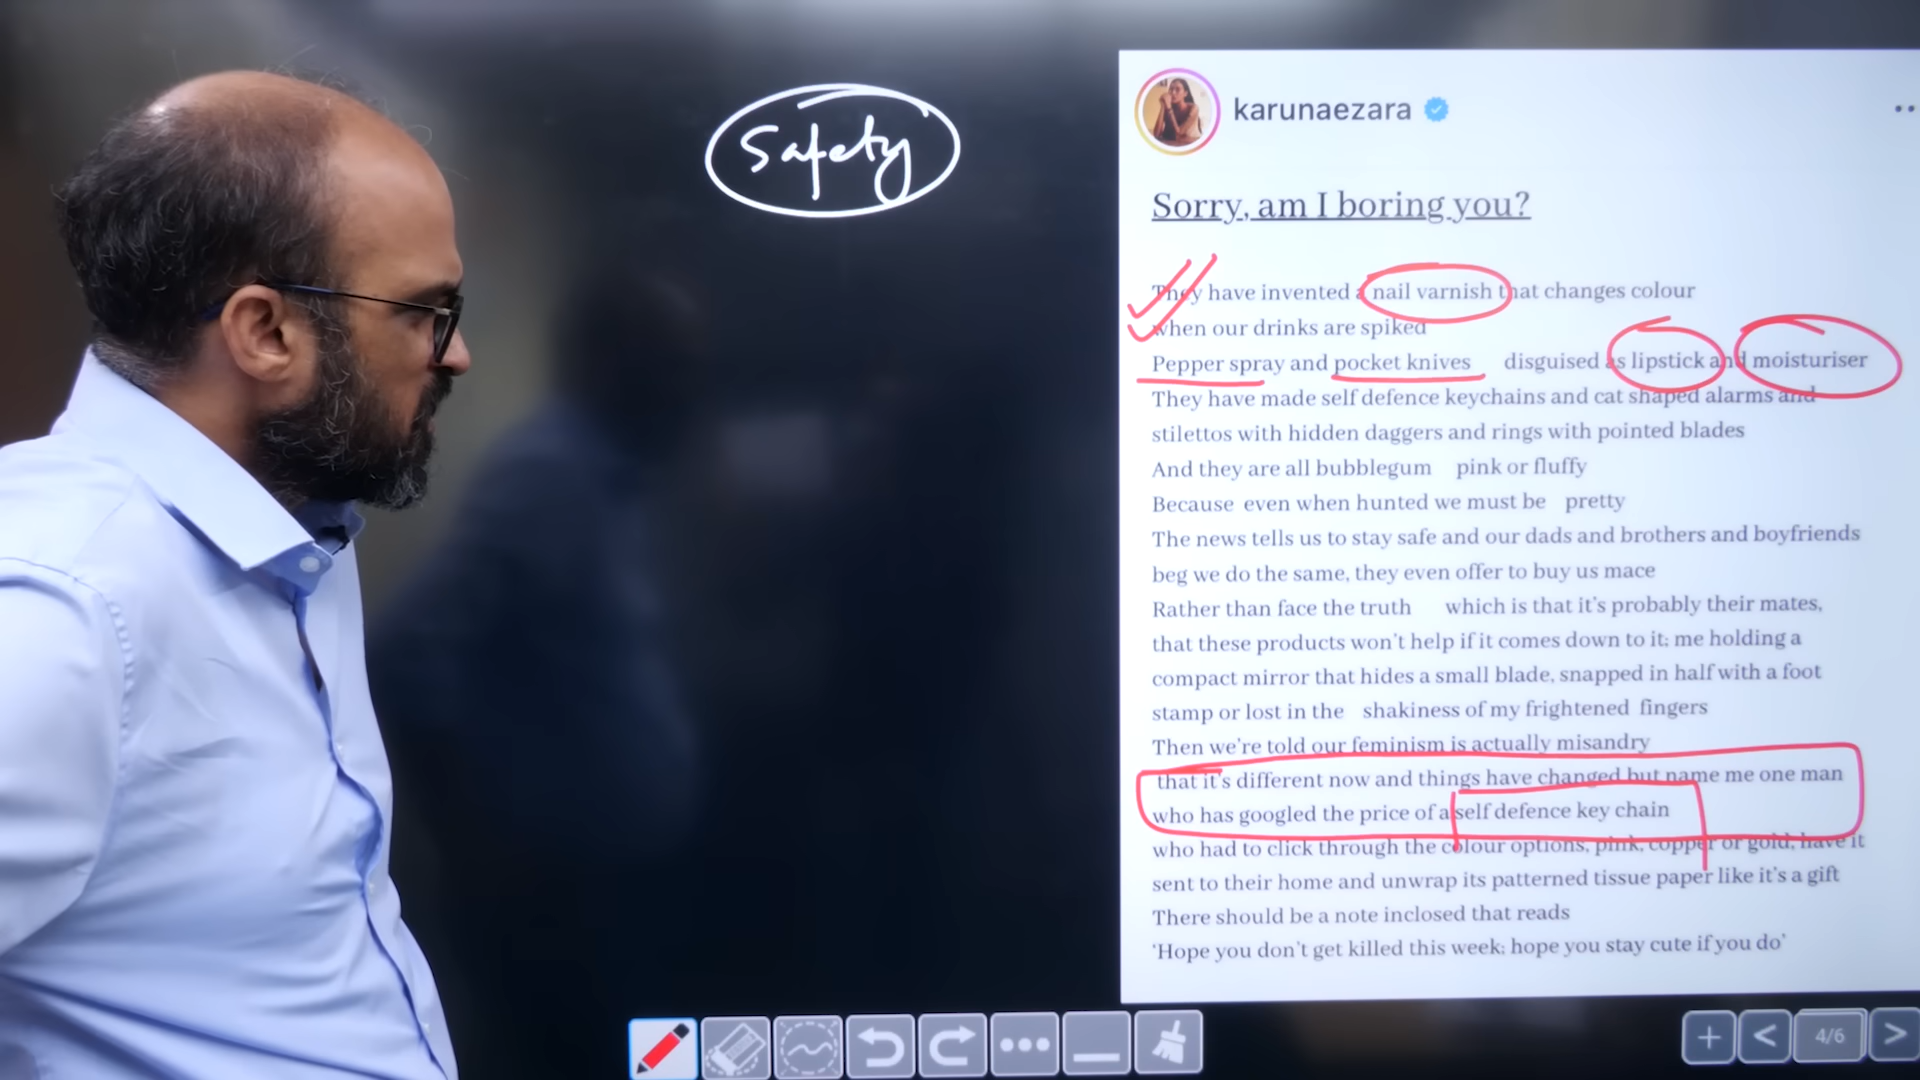 Safety
karunaezara
Sorry, am I boring you?
They have invented a nail varnish that changes colour
when our drinks are spiked
Pepper spray and pocket knives disguised as lipstick and moisturiser
They have made self defence keychains and cat shaped alarms and
stilettos with hidden daggers and rings with pointed blades
And they are all bubblegum pink or fluffy
Because even when hunted we must be pretty
The news tells us to stay safe and our dads and brothers and boyfriends
beg we do the same, they even offer to buy us mace
Rather than face the truth which is that it's probably their mates,
that these products won't help if it comes down to it; me holding a
compact mirror that hides a small blade, snapped in half with a foot
stamp or lost in the shakiness of my frightened fingers
Then we're told our feminism is actually misandry
that it's different now and things have changed but name me one man
who has googled the price of a self defence key chain
who had to click through the colour options, pink, copper or gold, have it
sent to their home and unwrap its patterned tissue paper like it's a gift
There should be a note inclosed that reads
'Hope you don't get killed this week; hope you stay cute if you do'
4/6